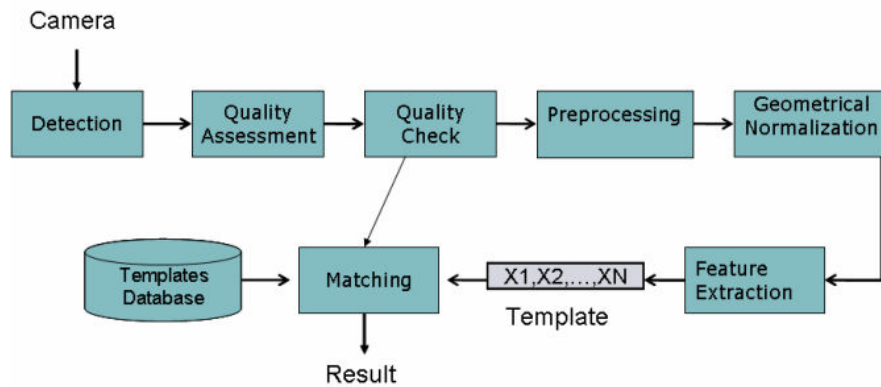 Camera
Detection
Quality
Assessment
Quality
Check
Preprocessing
Geometrical
Normalization
Templates
Database
Matching
X1,X2,...,XN
Template
Feature
Extraction
Result